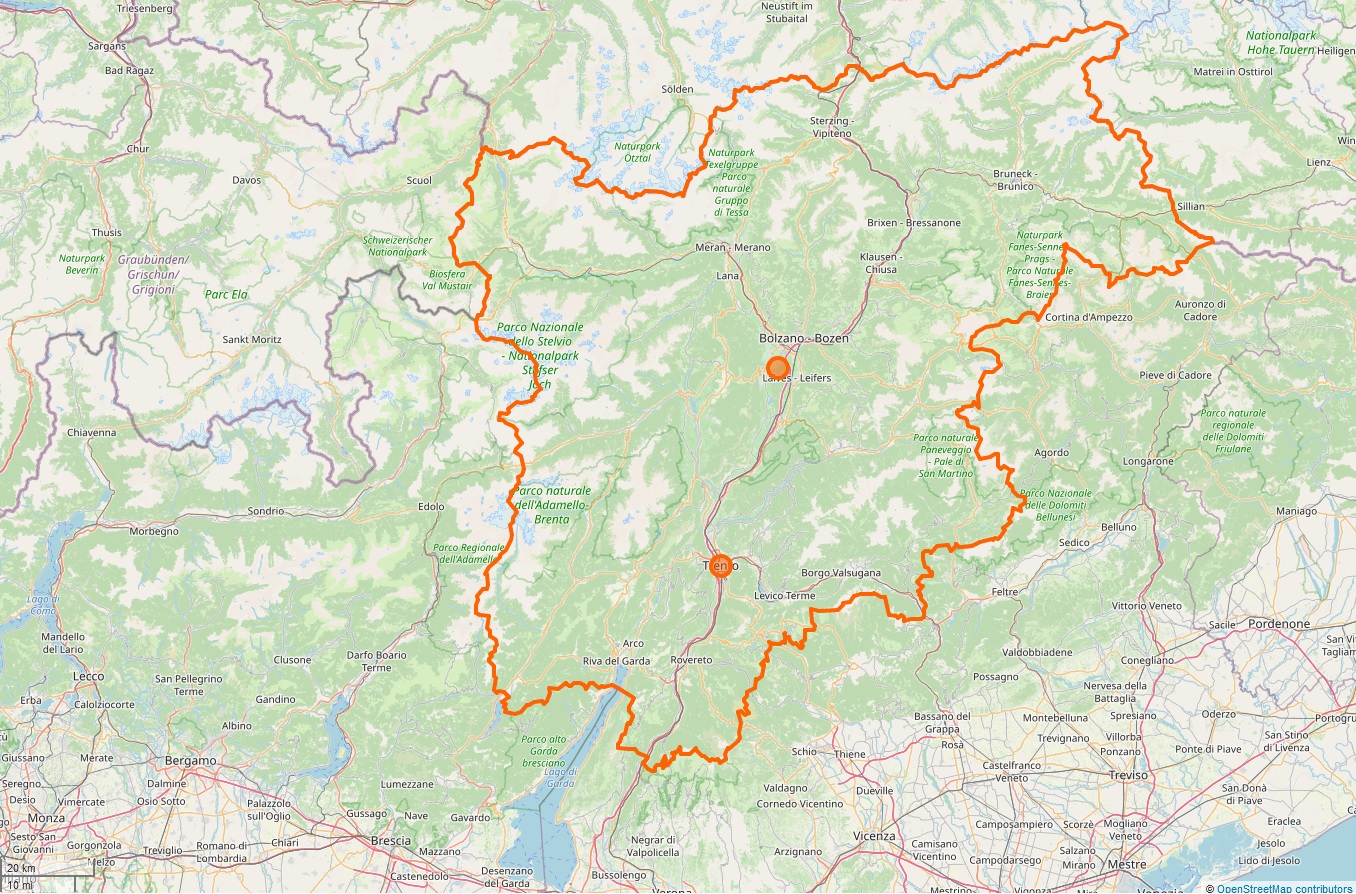 Triesenberg
Neustift im
Stubaital
Nationalpark
Hohe Tauern
Heiligen
Sargans
Bad Ragaz
Matrei in Osttirol
Sölden
Sterzing -
Vipiteno
Chur
Naturpark
Ötztal
Naturpark
Texelgruppe
- Parco
naturale
Gruppo
di Tessa
Lienz
Davos
Scuol
Bruneck -
Brunico
Sillian
Thusis
Brixen - Bressanone
Schweizerischer
Nationalpark
Meran - Merano
Naturpark
Fanes-Sennes-
Prags -
Parco Naturale
Fanes-Sennes-
Braies
Naturpark
Beverin
Graubünden/
Grischun/
Grigioni
Klausen -
Chiusa
Biosfera
Val Müstair
Lana
Parc Ela
Auronzo di
Cadore
Cortina d'Ampezzo
Parco Nazionale
dello Stelvio
- Nationalpark
Stilfser
Joch
Sankt Moritz
Bolzano - Bozen
Laives - Leifers
Pieve di Cadore
Chiavenna
Parco naturale
regionale
delle Dolomiti
Friulane
Parco naturale
Paneveggio
- Pale di
San Martino
Agordo
Longarone
Parco naturale
dell'Adamello-
Brenta
Parco Nazionale
delle Dolomiti
Bellunesi
Sondrio
Edolo
Maniago
Morbegno
Belluno
Sedico
Parco Regionale
dell'Adamello
Trento
Borgo Valsugana
Levico Terme
Feltre
Lago di
Como
Vittorio Veneto
Sacile
Pordenone
Mandello
del Lario
Arco
Riva del Garda
Rovereto
San Vi
Tag
Clusone
Darfo Boario
Terme
Valdobbiadene
Conegliano
Lecco
San Pellegrino
Terme
Possagno
Nervesa della
Battaglia
Erba
Calolziocorte
Gandino
Bassano del
Grappa
Montebelluna
Spresiano
Oderzo
Portogr
Albino
Parco alto
Garda
bresciano
Rosà
Trevignano
Villorba
Ponzano
Ponte di Piave
San Stino
di Livenza
Giussano
Merate
Bergamo
Schio
Thiene
Lago di
Garda
Castelfranco
Veneto
Treviso
Seregno
Desio
Vimercate
Dalmine
Osio Sotto
Lumezzane
Valdagno
Cornedo Vicentino
Dueville
San Donà
di Piave
Monza
Palazzolo
sull'Oglio
Gussago
Nave
Gavardo
Camposampiero
Scorzè
Mogliano
Veneto
Eraclea
Sesto San
Giovanni
Gorgonzola
Treviglio
Romano di
Lombardia
Chiari
Brescia
Mazzano
Negrar di
Valpolicella
Arzignano
Vicenza
Camisano
Vicentino
Campodarsego
Salzano
Mirano
Mestre
Jesolo
Lido di Jesolo
Melzo
Castenedolo
Desenzano
del Garda
Bussolengo
Verona
Mestrino
Mira
Venezia
20 km
10 mi
© OpenStreetMap contributors